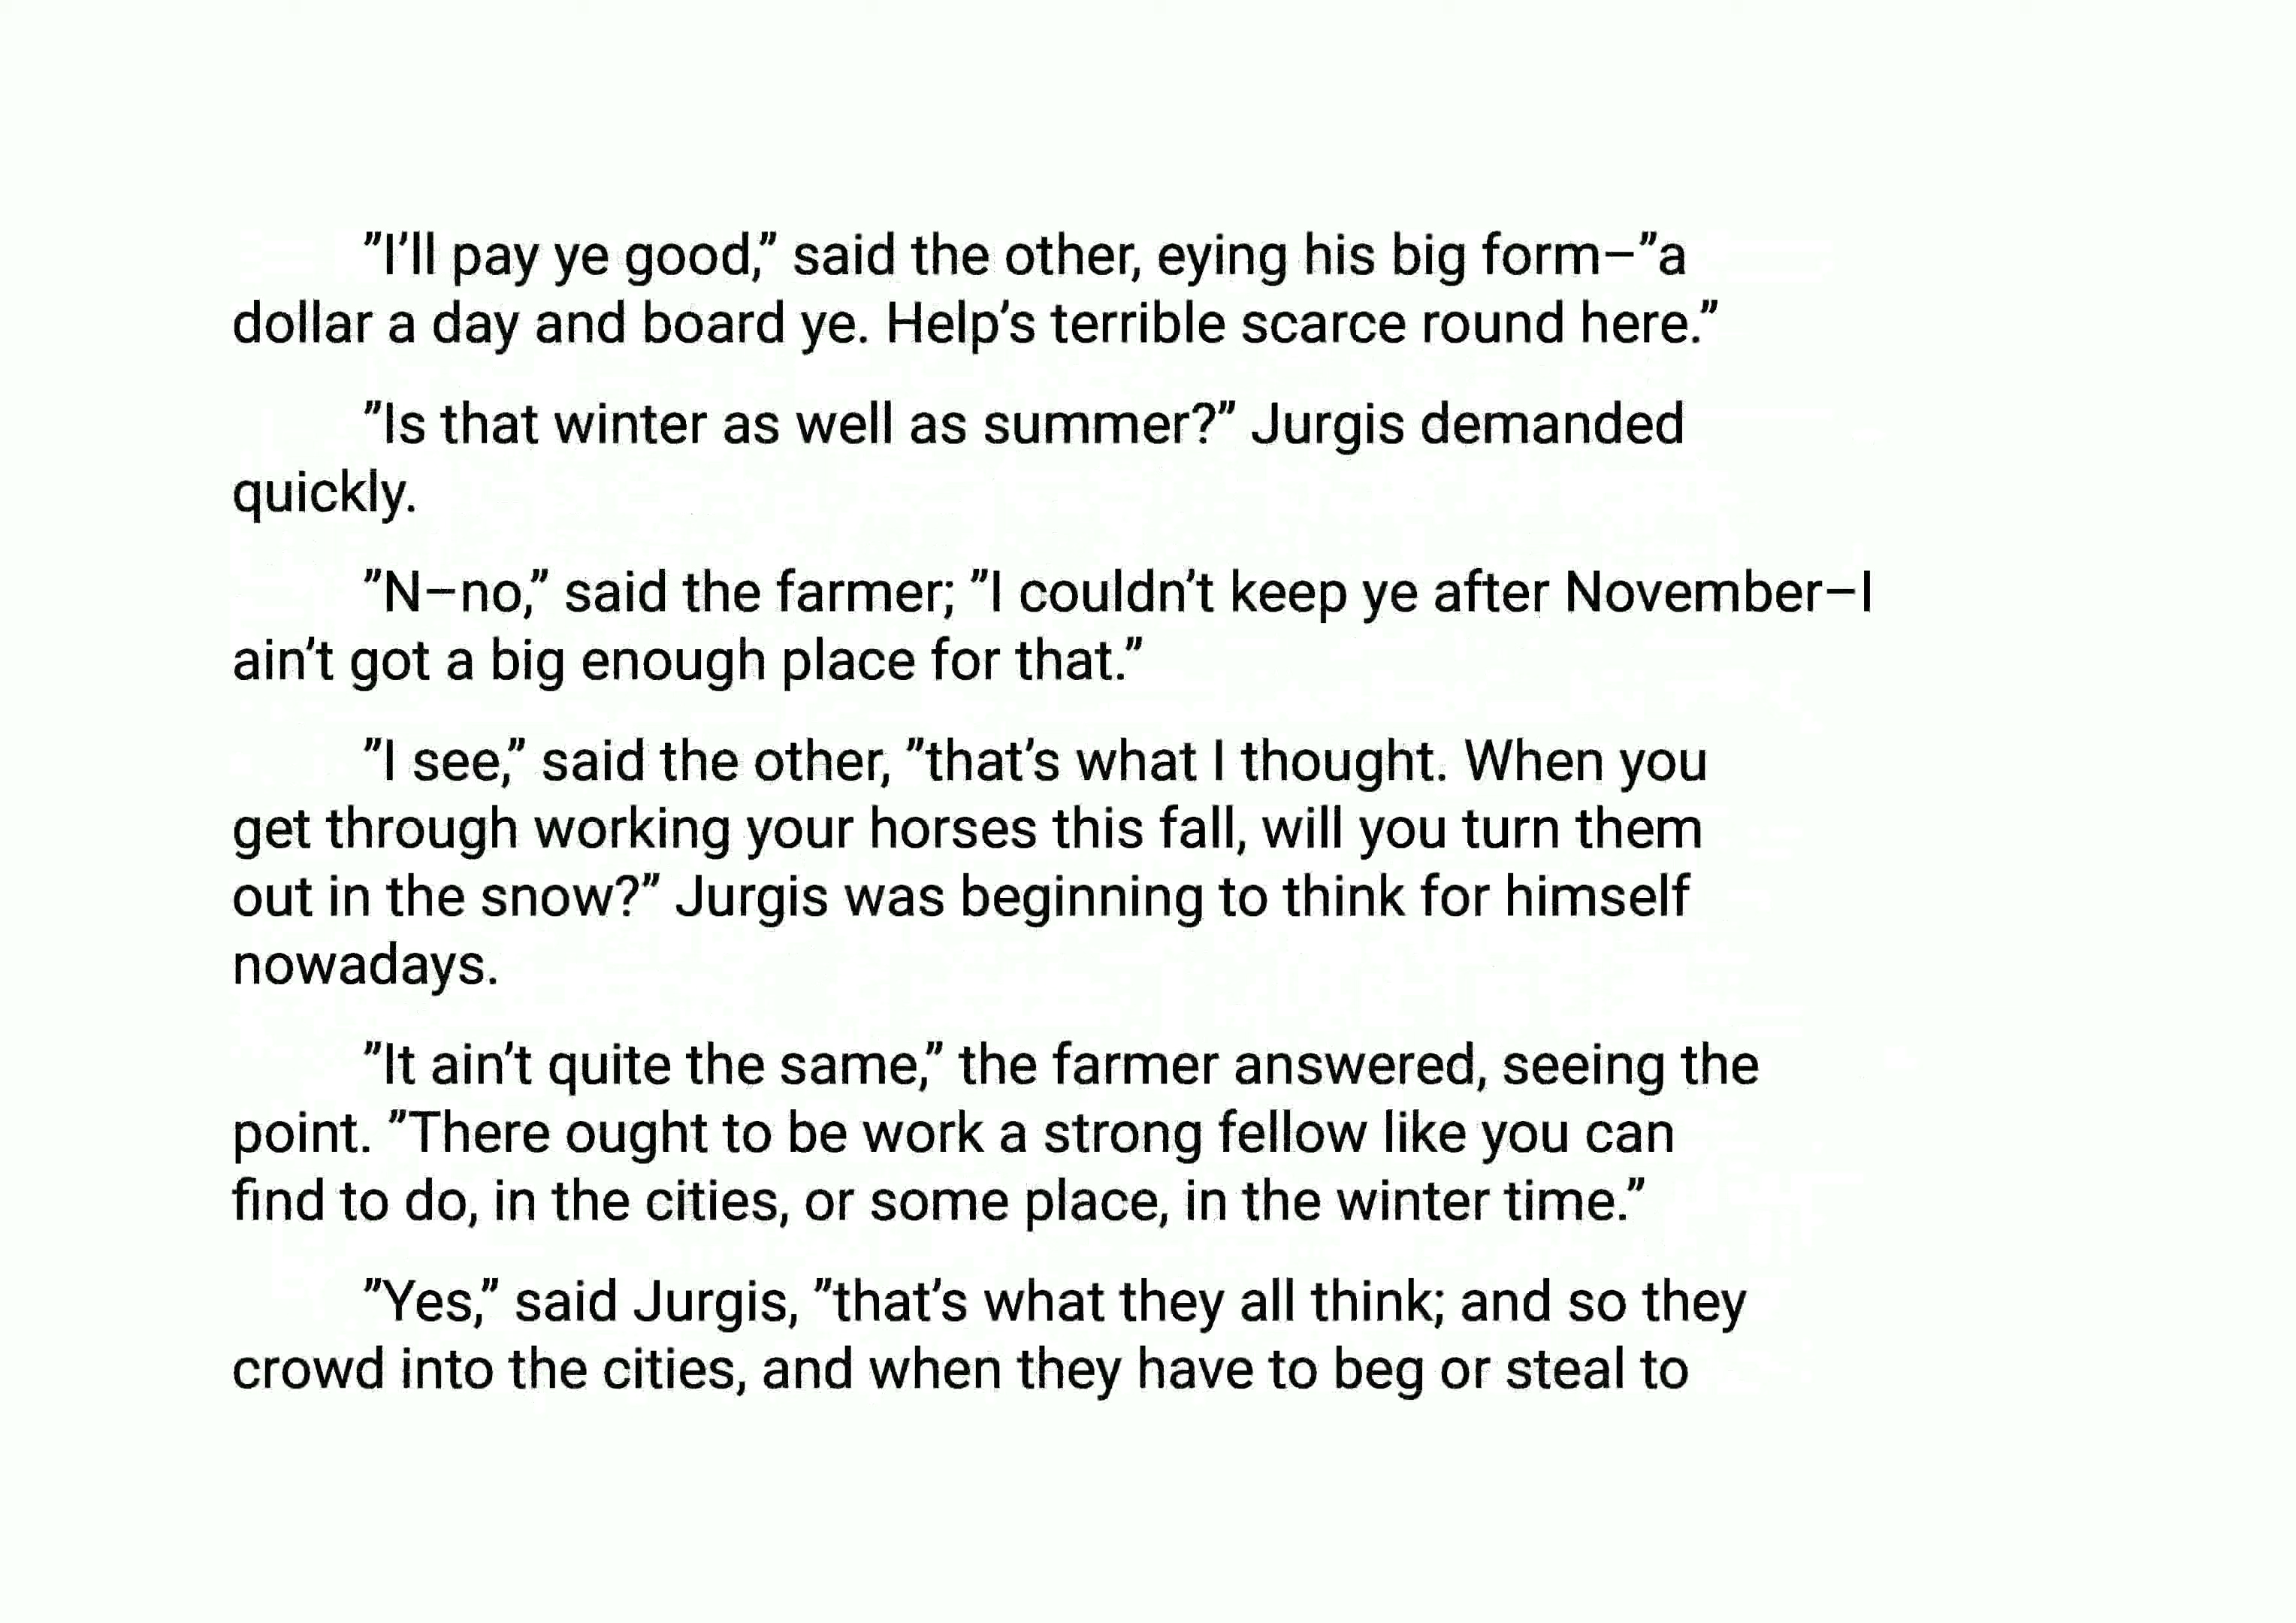 ”I’ll pay ye good,” said the other, eying his big form–”a
dollar a day and board ye. Help’s terrible scarce round here.”
”Is that winter as well as summer?” Jurgis demanded
quickly.
”N–no,” said the farmer; ”I couldn’t keep ye after November–I
ain’t got a big enough place for that.”
”I see,” said the other, ”that’s what I thought. When you
get through working your horses this fall, will you turn them
out in the snow?” Jurgis was beginning to think for himself
nowadays.
”It ain’t quite the same,” the farmer answered, seeing the
point. ”There ought to be work a strong fellow like you can
find to do, in the cities, or some place, in the winter time.”
”Yes,” said Jurgis, ”that’s what they all think; and so they
crowd into the cities, and when they have to beg or steal to